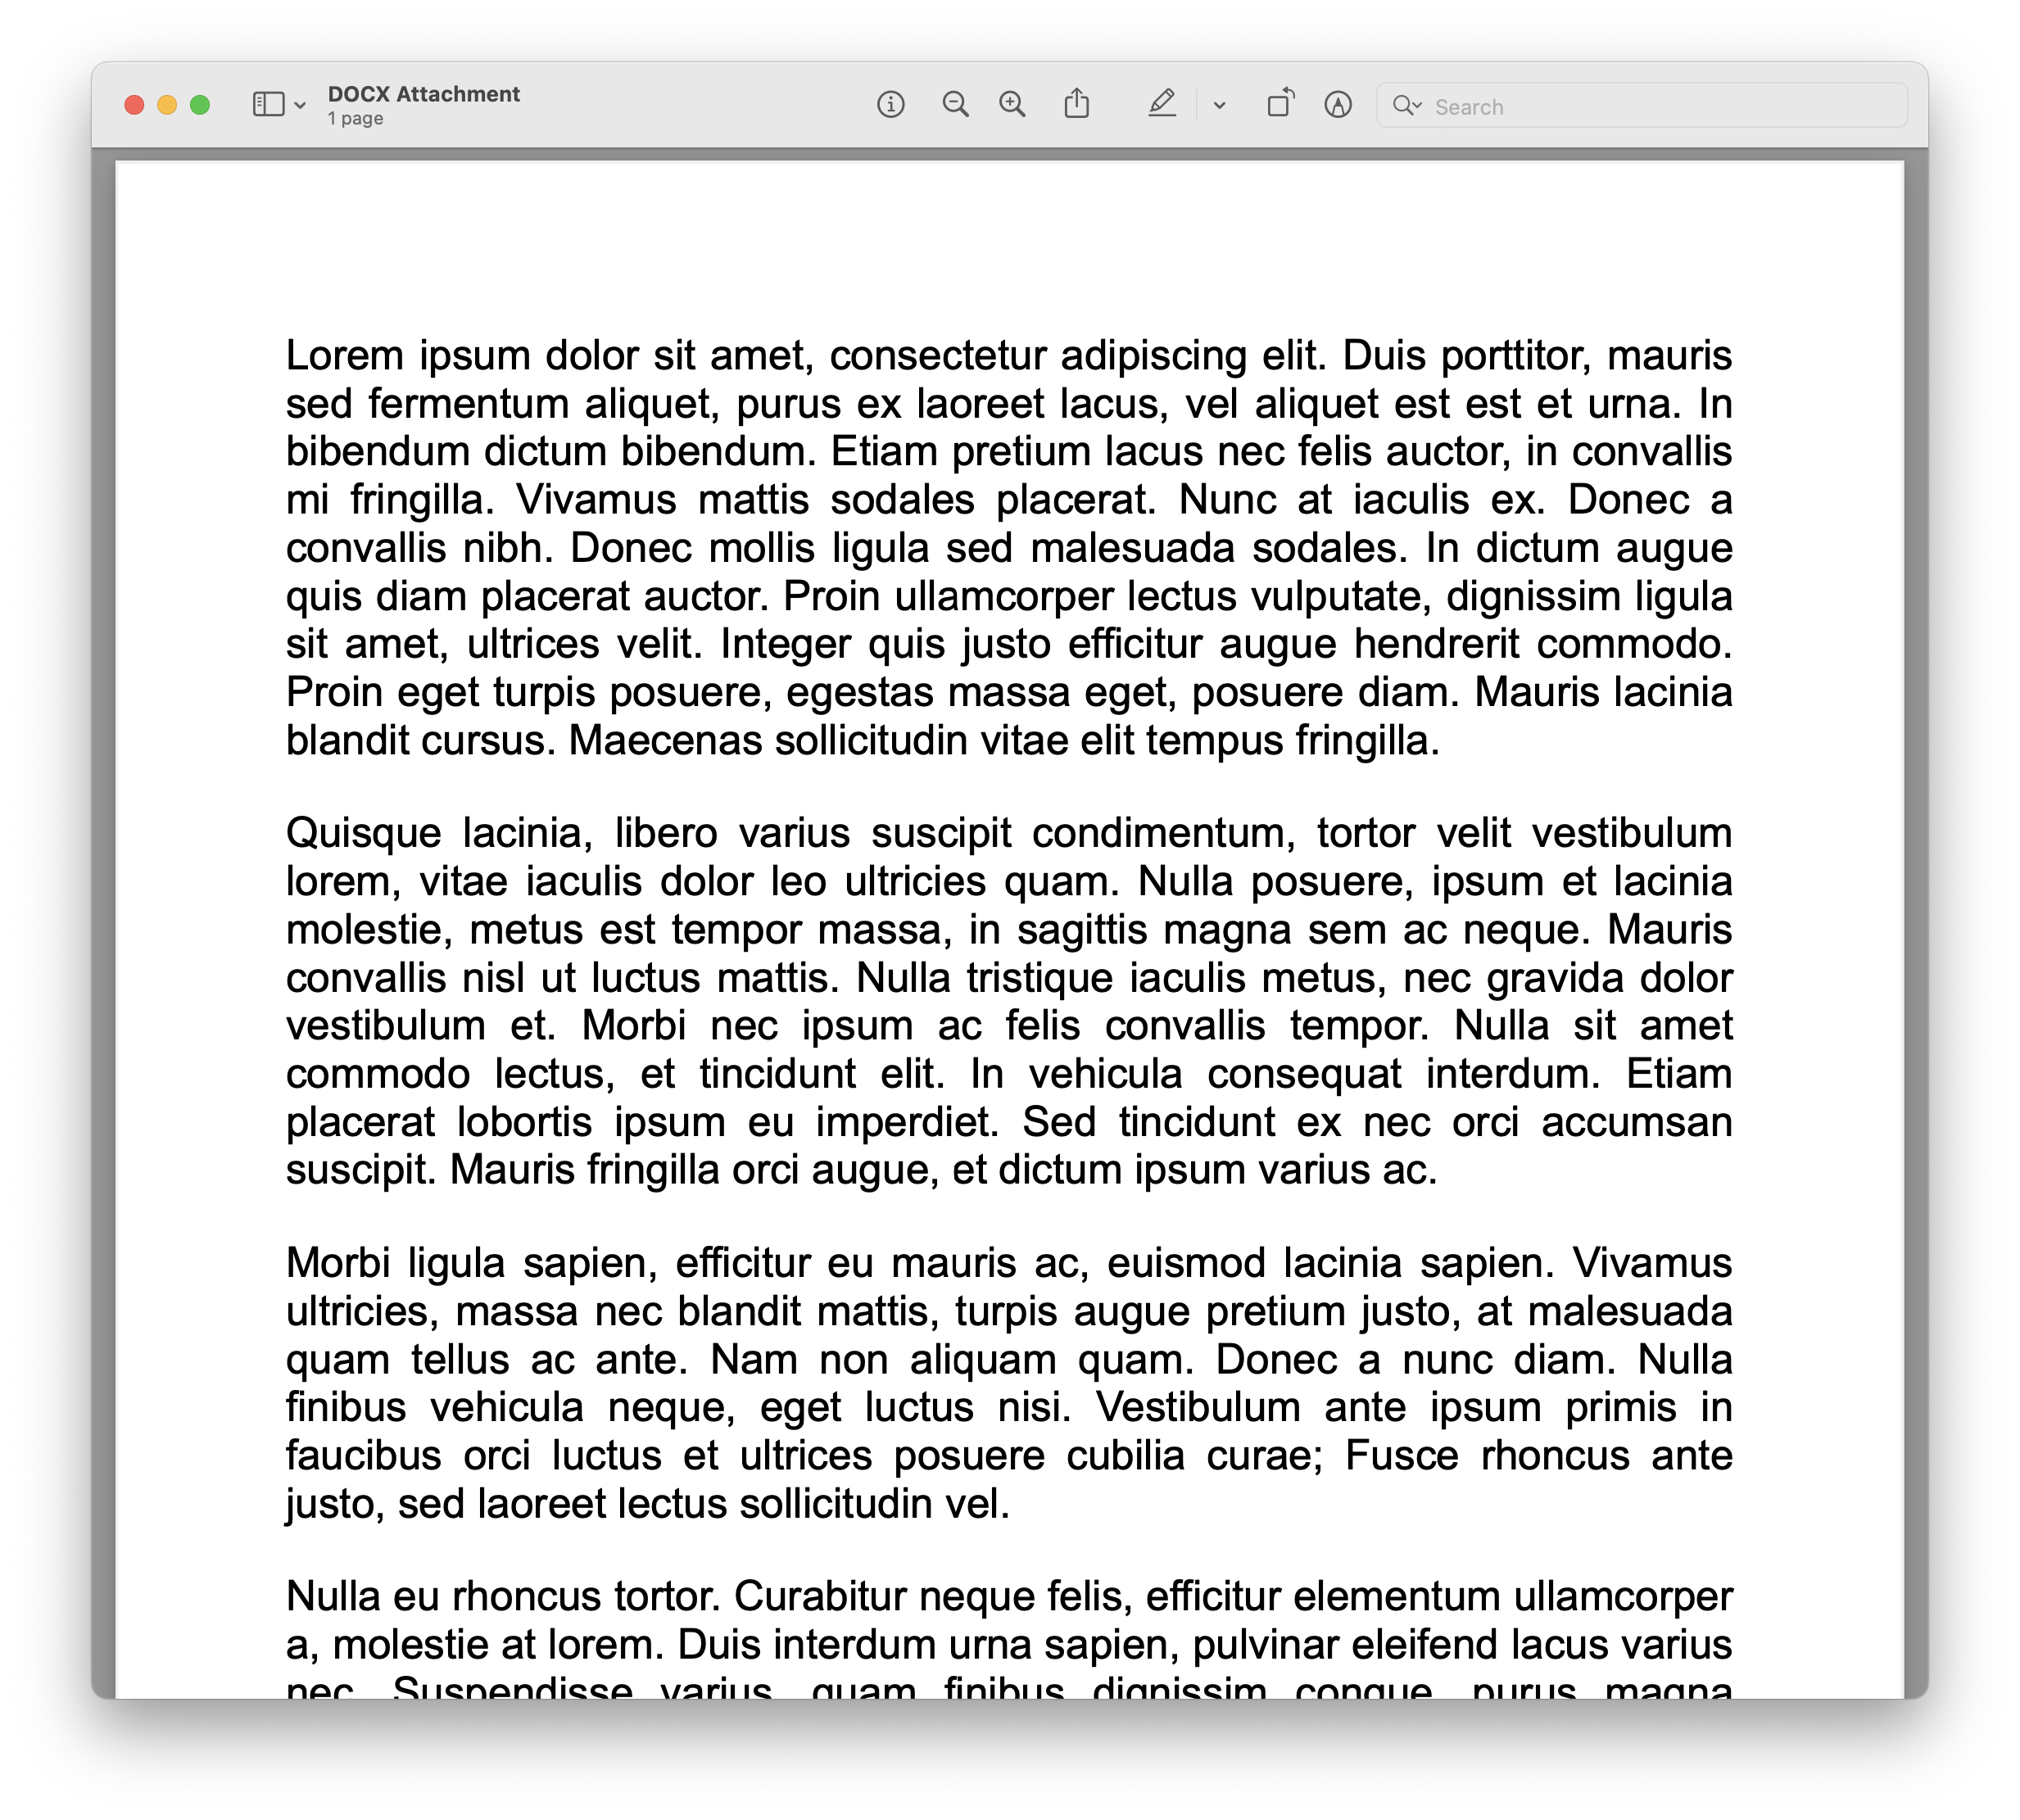 DOCX Attachment
1 page
Search
Lorem ipsum dolor sit amet, consectetur adipiscing elit. Duis porttitor, mauris
sed fermentum aliquet, purus ex laoreet lacus, vel aliquet est est et urna. In
bibendum dictum bibendum. Etiam pretium lacus nec felis auctor, in convallis
mi fringilla. Vivamus mattis sodales placerat. Nunc at iaculis ex. Donec a
convallis nibh. Donec mollis ligula sed malesuada sodales. In dictum augue
quis diam placerat auctor. Proin ullamcorper lectus vulputate, dignissim ligula
sit amet, ultrices velit. Integer quis justo efficitur augue hendrerit commodo.
Proin eget turpis posuere, egestas massa eget, posuere diam. Mauris lacinia
blandit cursus. Maecenas sollicitudin vitae elit tempus fringilla.
Quisque lacinia, libero varius suscipit condimentum, tortor velit vestibulum
lorem, vitae iaculis dolor leo ultricies quam. Nulla posuere, ipsum et lacinia
molestie, metus est tempor massa, in sagittis magna sem ac neque. Mauris
convallis nisl ut luctus mattis. Nulla tristique iaculis metus, nec gravida dolor
vestibulum et. Morbi nec ipsum ac felis convallis tempor. Nulla sit amet
commodo lectus, et tincidunt elit. In vehicula consequat interdum. Etiam
placerat lobortis ipsum eu imperdiet. Sed tincidunt ex nec orci accumsan
suscipit. Mauris fringilla orci augue, et dictum ipsum varius ac.
Morbi ligula sapien, efficitur eu mauris ac, euismod lacinia sapien. Vivamus
ultricies, massa nec blandit mattis, turpis augue pretium justo, at malesuada
quam tellus ac ante. Nam non aliquam quam. Donec a nunc diam. Nulla
finibus vehicula neque, eget luctus nisi. Vestibulum ante ipsum primis in
faucibus orci luctus et ultrices posuere cubilia curae; Fusce rhoncus ante
justo, sed laoreet lectus sollicitudin vel.
Nulla eu rhoncus tortor. Curabitur neque felis, efficitur elementum ullamcorper
a, molestie at lorem. Duis interdum urna sapien, pulvinar eleifend lacus varius
nec. Suspendisse varius, quam finibus dignissim congue, purus magna